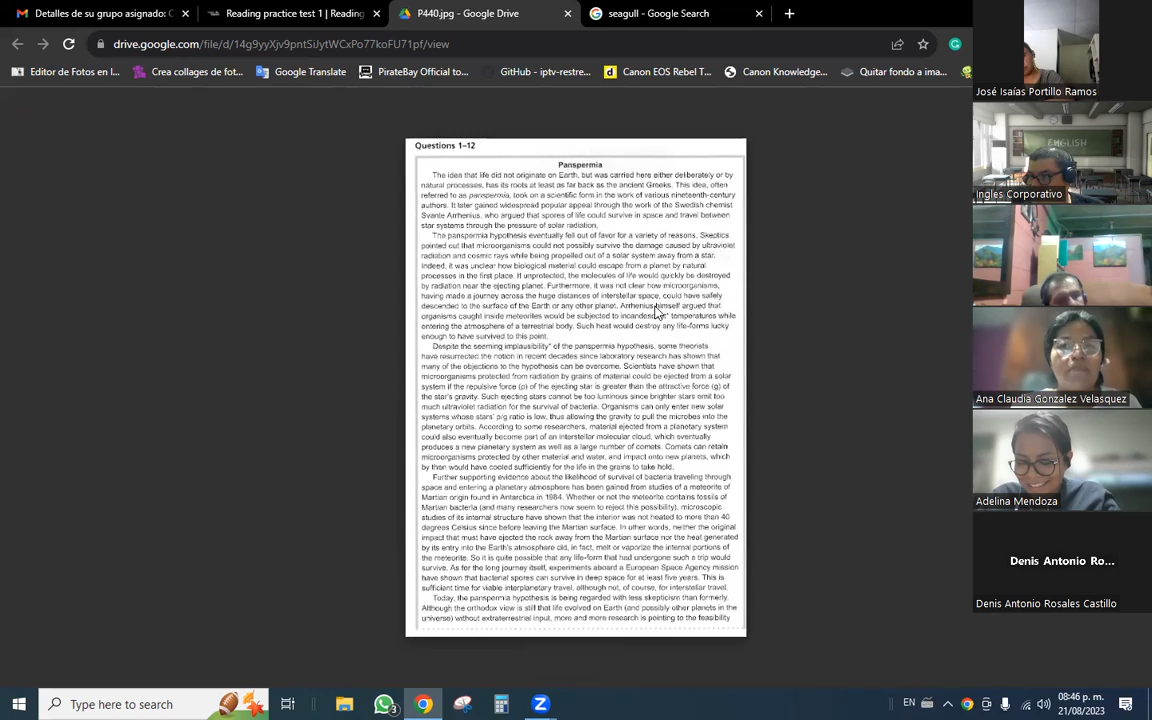 Detalles de su grupo asignado: C
Reading practice test 1 | Reading
P440.jpg - Google Drive
seagull - Google Search
drive.google.com/file/d/14g9yyXjv9pntSiJytWCxPo77koFU71pf/view
Editor de Fotos en l...
Crea collages de fot...
Google Translate
PirateBay Official to...
GitHub - iptv-restre...
Canon EOS Rebel T...
Canon Knowledge...
Quitar fondo a ima...
Questions 1–12
Panspermia
The idea that life did not originate on Earth, but was carried here either deliberately or by
natural processes, has its roots at least as far back as the ancient Greeks. This idea, often
referred to as panspermia, took on a scientific form in the work of various nineteenth-century
authors. It later gained widespread popular appeal through the work of the Swedish chemist
Svante Arrhenius, who argued that spores of life could survive in space and travel between
star systems through the pressure of solar radiation.
The panspermia hypothesis eventually fell out of favor for a variety of reasons. Skeptics
pointed out that microorganisms could not possibly survive the damage caused by ultraviolet
radiation and cosmic rays while being propelled out of a solar system away from a star.
Indeed, it was unclear how biological material could escape from a planet by natural
processes in the first place. If unprotected, the molecules of life would quickly be destroyed
by radiation near the ejecting planet. Furthermore, it was not clear how microorganisms,
having made a journey across the huge distances of interstellar space, could have safely
descended to the surface of the Earth or any other planet. Arrhenius himself argued that
organisms caught inside meteorites would be subjected to incandescent* temperatures while
entering the atmosphere of a terrestrial body. Such heat would destroy any life-forms lucky
enough to have survived to this point.
Despite the seeming implausibility* of the panspermia hypothesis, some theorists
have resurrected the notion in recent decades since laboratory research has shown that
many of the objections to the hypothesis can be overcome. Scientists have shown that
microorganisms protected from radiation by grains of material could be ejected from a solar
system if the repulsive force (p) of the ejecting star is greater than the attractive force (g) of
the star's gravity. Such ejecting stars cannot be too luminous since brighter stars emit too
much ultraviolet radiation for the survival of bacteria. Organisms can only enter new solar
systems whose stars' p/g ratio is low, thus allowing the gravity to pull the microbes into the
planetary orbits. According to some researchers, material ejected from a planetary system
could also eventually become part of an interstellar molecular cloud, which eventually
produces a new planetary system as well as a large number of comets. Comets can retain
microorganisms protected by other material and water, and impact onto new planets, which
by then would have cooled sufficiently for the life in the grains to take hold.
Further supporting evidence about the likelihood of survival of bacteria traveling through
space and entering a planetary atmosphere has been gained from studies of a meteorite of
Martian origin found in Antarctica in 1984. Whether or not the meteorite contains fossils of
Martian bacteria (and many researchers now seem to reject this possibility), microscopic
studies of its internal structure have shown that the interior was not heated to more than 40
degrees Celsius since before leaving the Martian surface. In other words, neither the original
impact that must have ejected the rock away from the Martian surface nor the heat generated
by its entry into the Earth's atmosphere did, in fact, melt or vaporize the internal portions of
the meteorite. So it is quite possible that any life-form that had undergone such a trip would
survive. As for the long journey itself, experiments aboard a European Space Agency mission
have shown that bacterial spores can survive in deep space for at least five years. This is
sufficient time for viable interplanetary travel, although not, of course, for interstellar travel.
Today, the panspermia hypothesis is being regarded with less skepticism than formerly.
Although the orthodox view is still that life evolved on Earth (and possibly other planets in the
universe) without extraterrestrial input, more and more research is pointing to the feasibility
José Isaías Portillo Ramos
ENGLISH
Ingles Corporativo
Ana Claudia Gonzalez Velasquez
Adelina Mendoza
Denis Antonio Ro...
Denis Antonio Rosales Castillo
Type here to search
3
EN
08:46 p. m.
21/08/2023